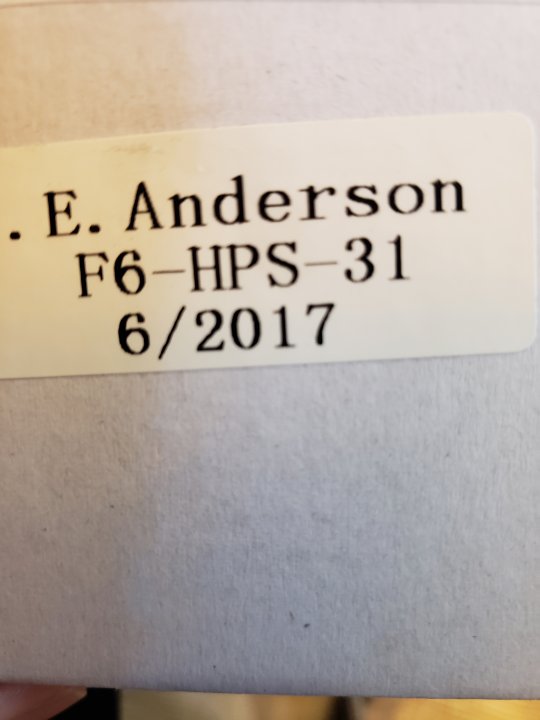 . E. Anderson
F6-HPS-31
6/2017